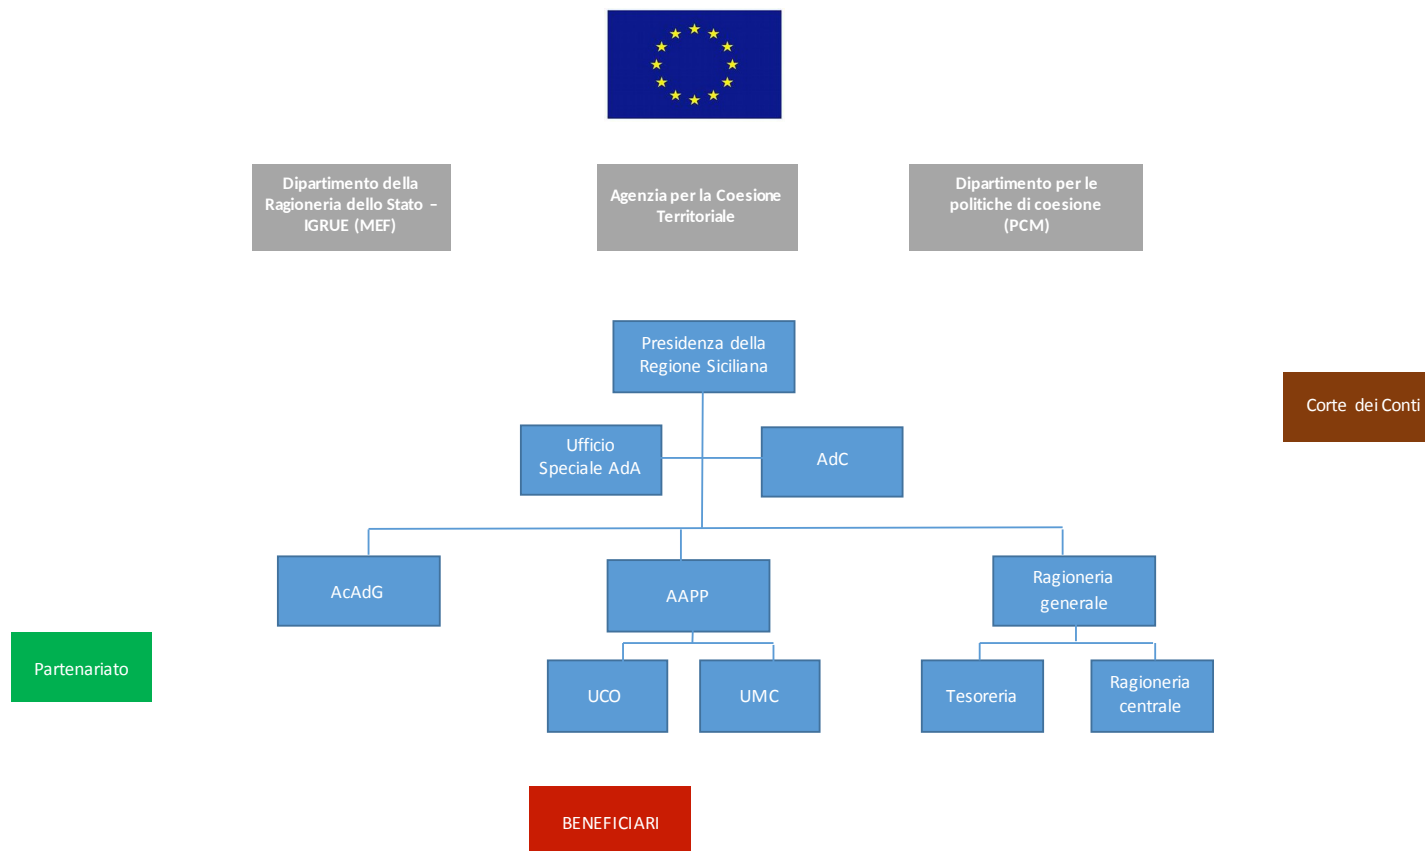 Dipartimento della
Ragioneria dello Stato –
IGRUE (MEF)
Agenzia per la Coesione
Territoriale
Dipartimento per le
politiche di coesione
(PCM)
Presidenza della
Regione Siciliana
Corte dei Conti
Ufficio
Speciale AdA
AdC
AcAdG
AAPP
Ragioneria
generale
Partenariato
UCO
UMC
Tesoreria
Ragioneria
centrale
BENEFICIARI